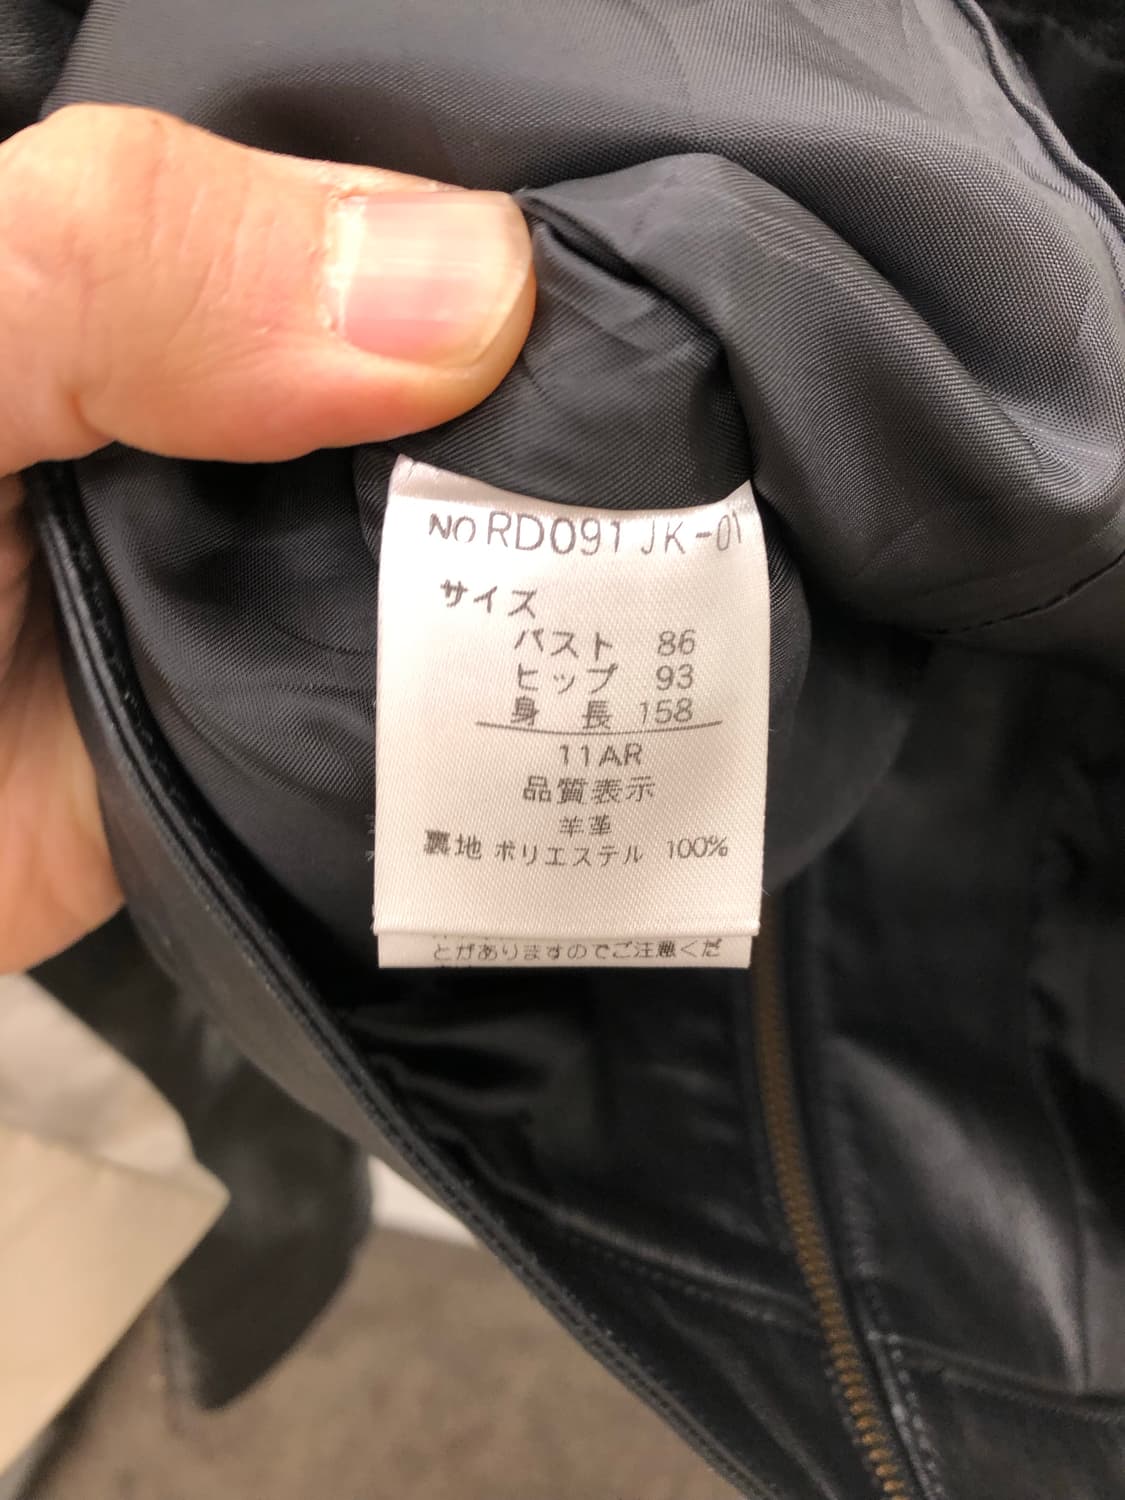 NO RD091 JK-01
サイズ
バスト 86
ヒップ 93
身 長 158
11AR
品質表示
羊革
裏地 ポリエステル 100%
とがありますのでご注意くだ